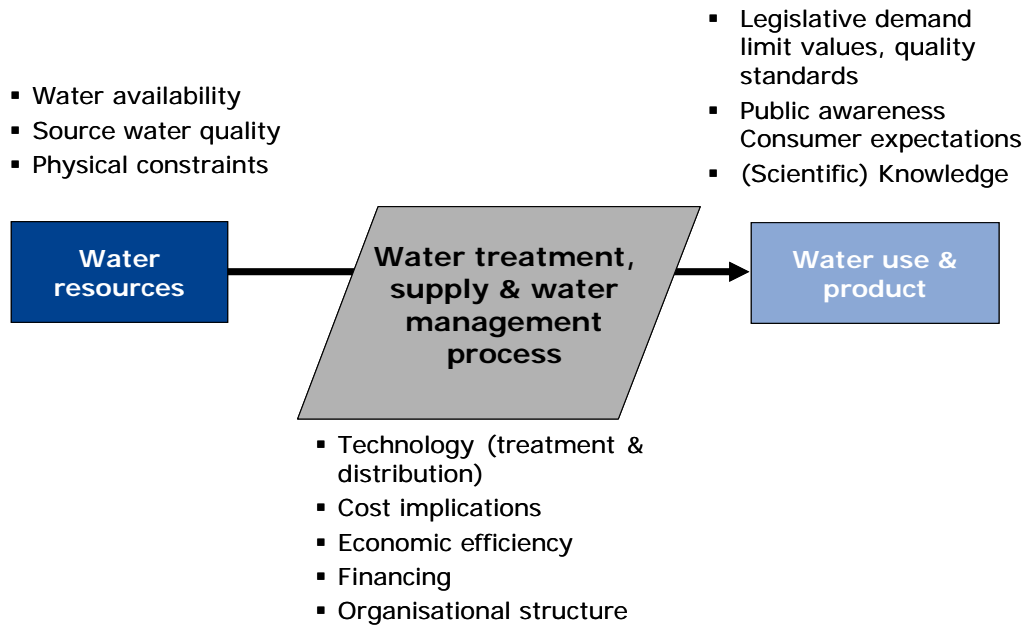 ▪ Legislative demand
limit values, quality
standards
▪ Public awareness
Consumer expectations
▪ (Scientific) Knowledge
▪ Water availability
▪ Source water quality
▪ Physical constraints
Water
resources
Water treatment,
supply & water
management
process
Water use &
product
▪ Technology (treatment &
distribution)
▪ Cost implications
▪ Economic efficiency
▪ Financing
▪ Organisational structure